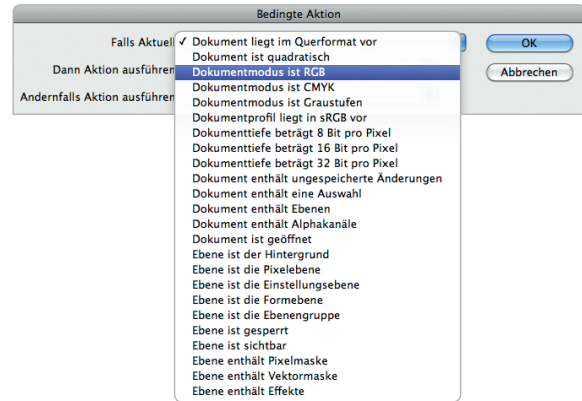 Bedingte Aktion
Falls Aktuell
✓ Dokument liegt im Querformat vor
OK
Dokument ist quadratisch
Dann Aktion ausführen
Dokumentmodus ist RGB
Abbrechen
Dokumentmodus ist CMYK
Andernfalls Aktion ausführen
Dokumentmodus ist Graustufen
Dokumentprofil liegt in sRGB vor
Dokumenttiefe beträgt 8 Bit pro Pixel
Dokumenttiefe beträgt 16 Bit pro Pixel
Dokumenttiefe beträgt 32 Bit pro Pixel
Dokument enthält ungespeicherte Änderungen
Dokument enthält eine Auswahl
Dokument enthält Ebenen
Dokument enthält Alphakanäle
Dokument ist geöffnet
Ebene ist der Hintergrund
Ebene ist die Pixelebene
Ebene ist die Einstellungsebene
Ebene ist die Formebene
Ebene ist die Ebenengruppe
Ebene ist gesperrt
Ebene ist sichtbar
Ebene enthält Pixelmaske
Ebene enthält Vektormaske
Ebene enthält Effekte